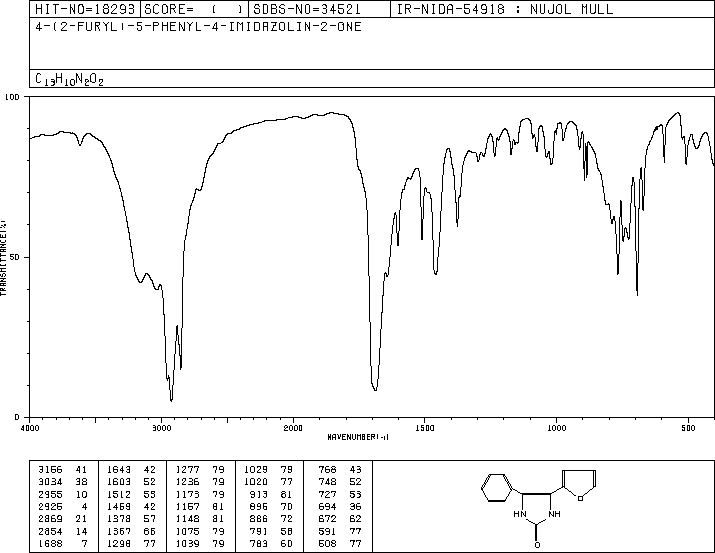 HIT-NO=18293 SCORE= ( ) SDBS-NO=34521 IR-NIDA-54918 : NUJOL MULL
4-(2-FURYL)-5-PHENYL-4-IMIDAZOLIN-2-ONE
C13H10N2O2
100
50
0
TRANSMITTANCE(%)
4000 3000 2000 1500 1000 500
WAVENUMBER(-1)
3166 41 1643 42 1277 79 1029 79 768 43
3034 38 1603 52 1236 79 1020 77 748 52
2955 10 1512 53 1173 79 913 81 727 53
2925 4 1459 42 1157 81 895 70 694 36
2869 21 1378 57 1148 81 886 72 672 62
2854 14 1367 66 1075 79 791 58 591 77
1688 7 1298 77 1039 79 783 60 508 77
O
HN NH
O